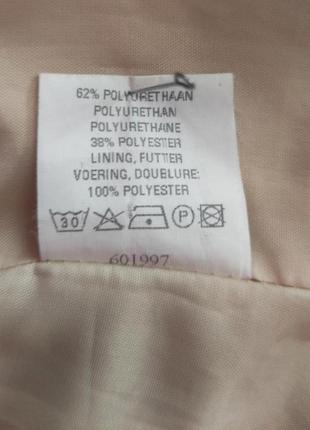 62% POLYURETHAAN
POLYURETHAN
POLYURETHANE
38% POLYESTER
LINING, FUTTER
VOERING, DOUBLURE:
100% POLYESTER
30 P
601997